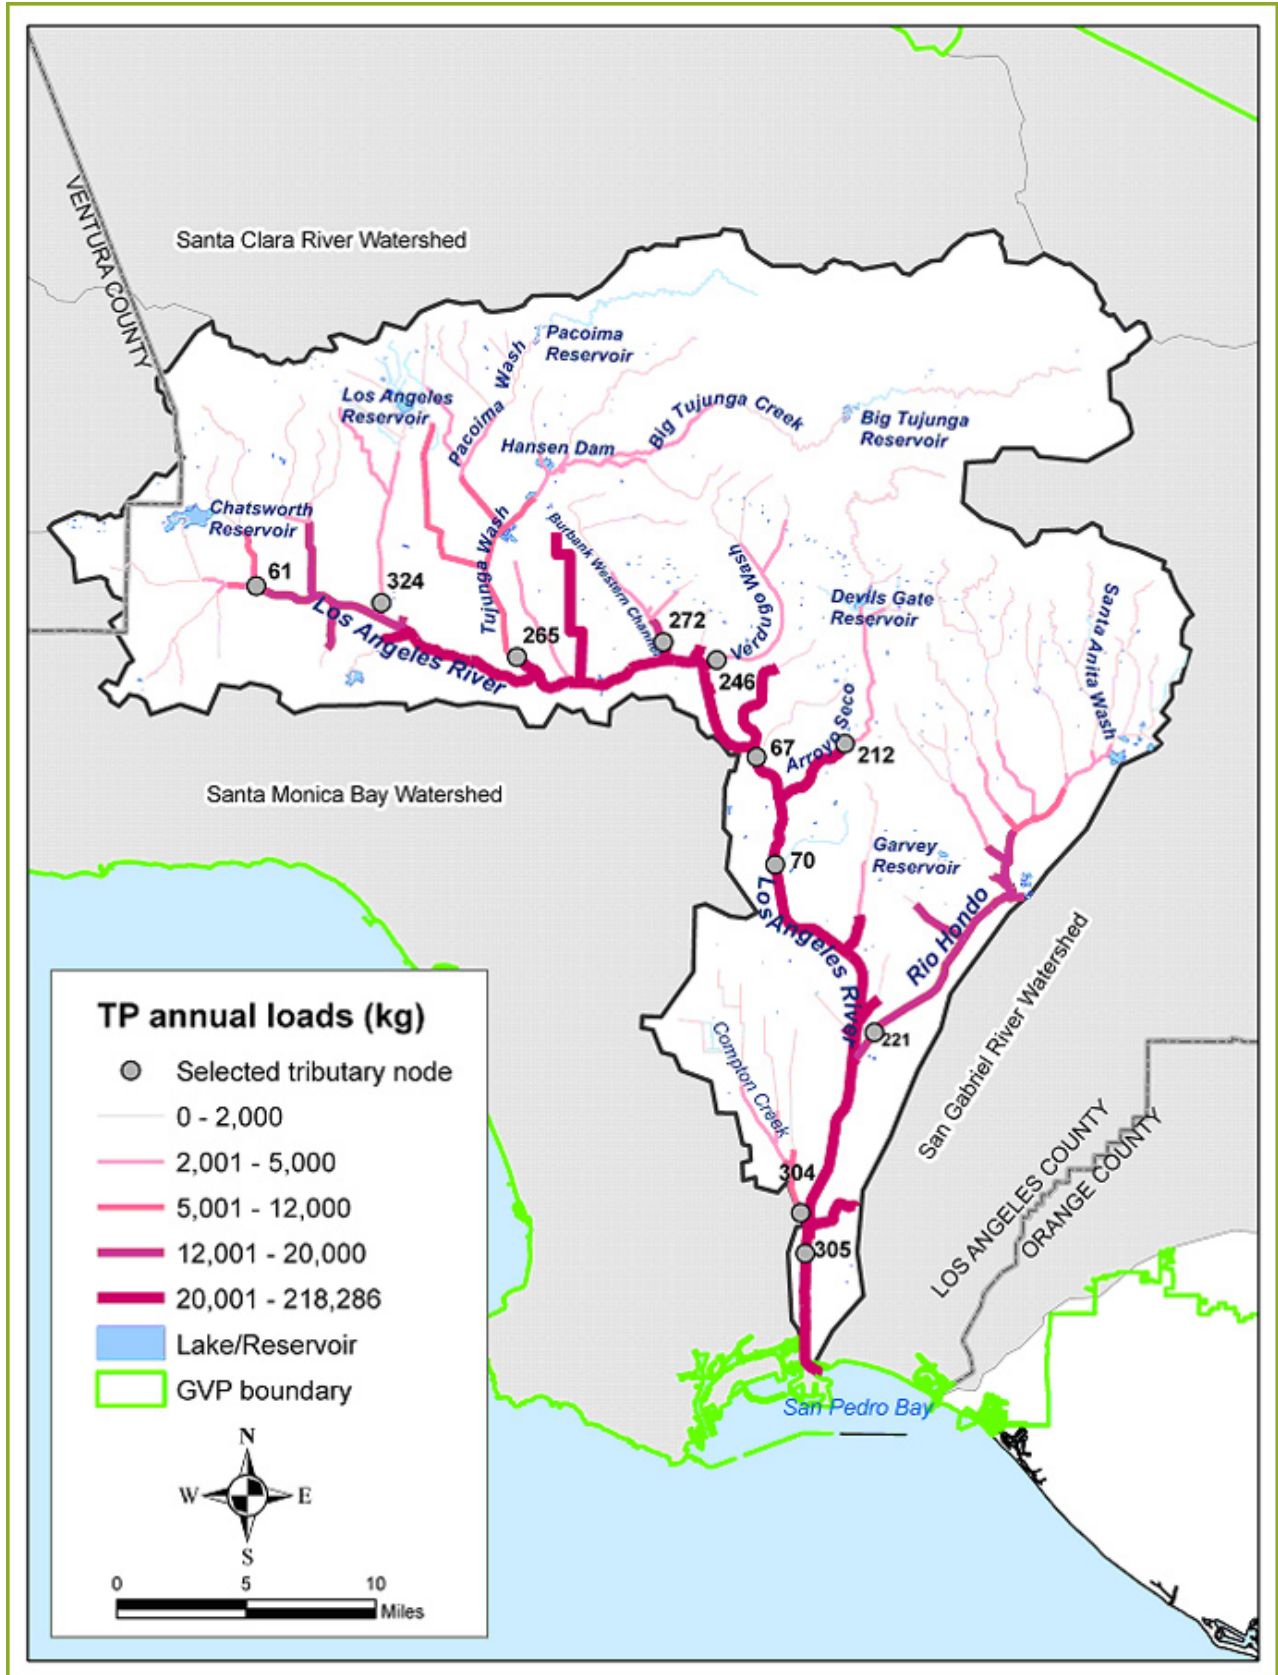 VENTURA COUNTY
Santa Clara River Watershed
Pacoima
Reservoir
Pacoima Wash
Los Angeles
Reservoir
Big Tujunga Creek
Big Tujunga
Reservoir
Hansen Dam
Chatsworth
Reservoir
Tujunga Wash
Burbank Western Channel
Verdugo Wash
Devils Gate
Reservoir
Santa Anita Wash
61
324
Los Angeles River
265
272
246
67
Arroyo Seco
212
Santa Monica Bay Watershed
70
Garvey
Reservoir
Los Angeles River
Rio Hondo
221
San Gabriel River Watershed
Compton Creek
304
305
LOS ANGELES COUNTY
ORANGE COUNTY
San Pedro Bay
TP annual loads (kg)
Selected tributary node
0 - 2,000
2,001 - 5,000
5,001 - 12,000
12,001 - 20,000
20,001 - 218,286
Lake/Reservoir
GVP boundary
N
W E
S
0 5 10
Miles